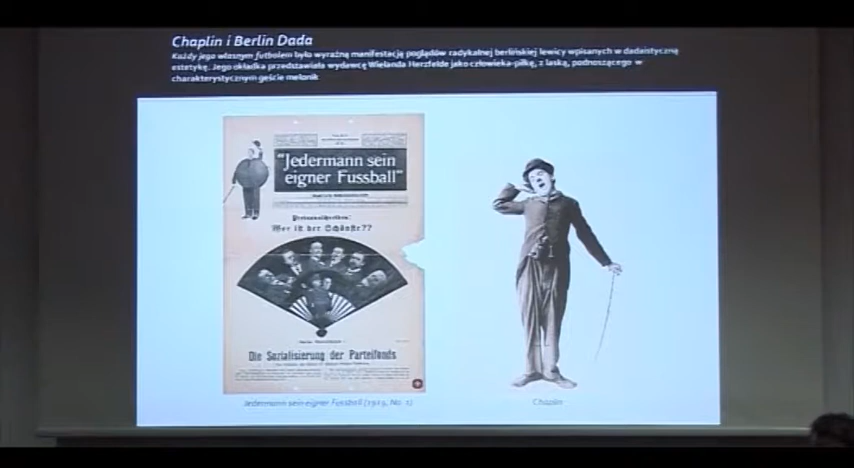 Chaplin i Berlin Dada
Każdy jego własnym futbolem było wyraźną manifestacją poglądów radykalnej berlińskiej lewicy wpisanych w dadaistyczną
estetykę. Jego okładka przedstawiała wydawcę Wielanda Herzfelde jako człowieka-piłkę, z laską, podnoszącego w
charakterystycznym geście melonik
"Jedermann sein
eigner Fussball"
Preisausschreiben!
Wer ist der Schönste??
Die Sozialisierung der Parteifonds
Jedermann sein eigner Fussball (1919, No. 1)
Chaplin